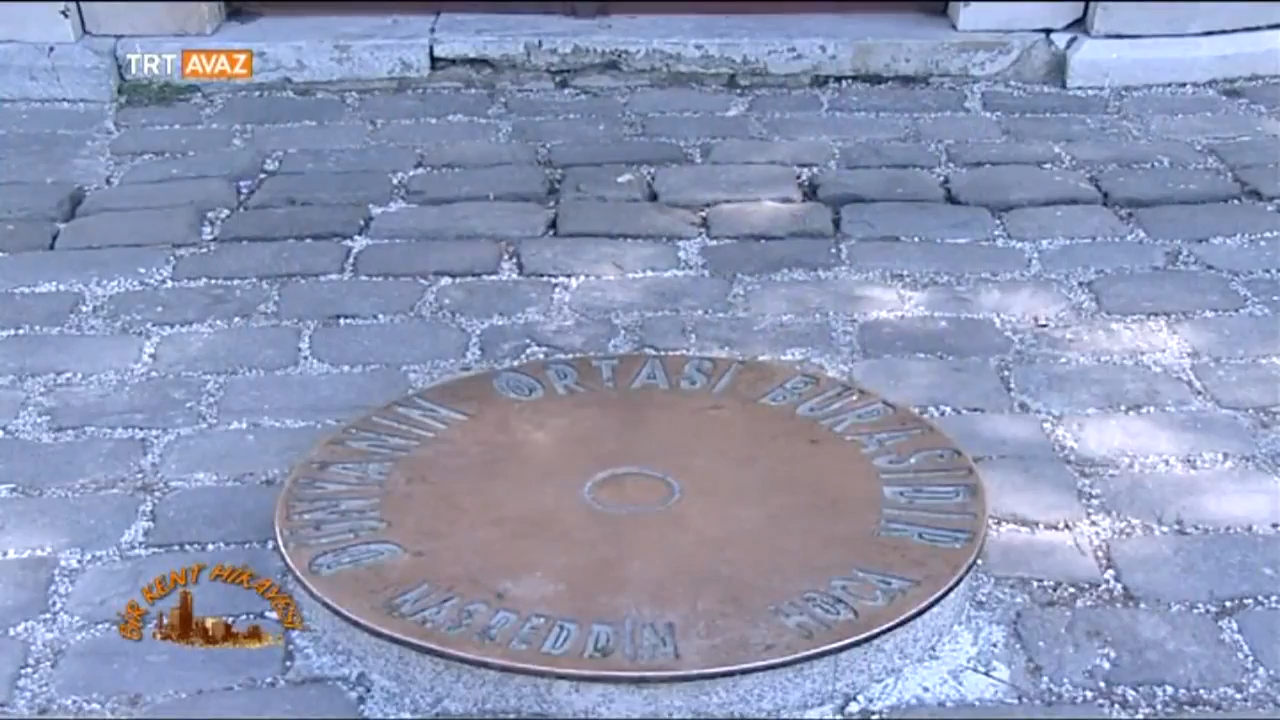 TRT AVAZ
DÜNYANIN ORTASI BURASIDIR
NASREDDİN HOCA
BİR KENT HİKAYESİ